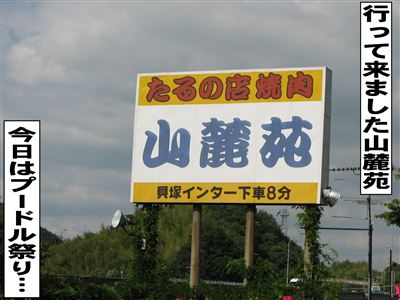 行って来ました山麓苑
たるの店焼肉
山麓苑
貝塚インター下車8分
今日はプードル祭り…